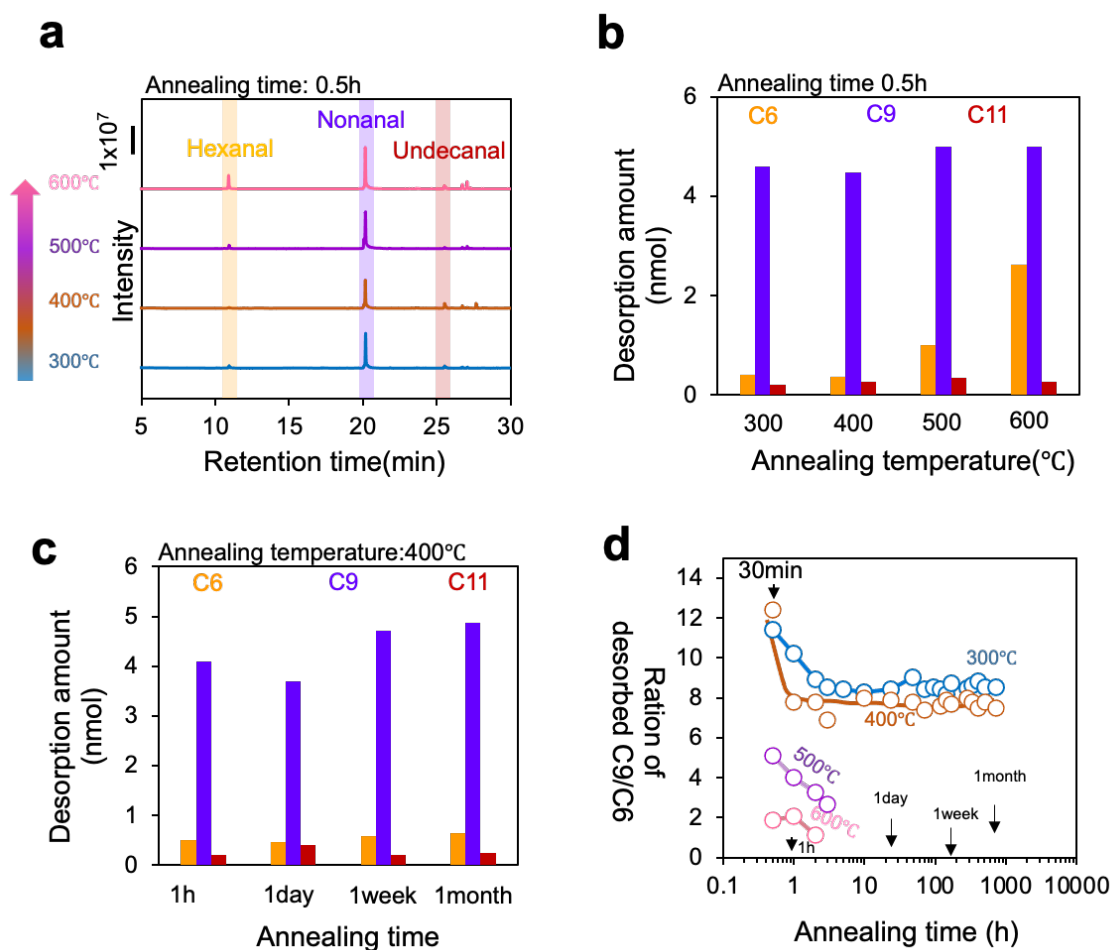 a
Annealing time: 0.5h
1x10⁷
Hexanal
Nonanal
Undecanal
600℃
500℃
400℃
300℃
Intensity
5 10 15 20 25 30
Retention time(min)
b
Annealing time 0.5h
C6 C9 C11
6
4
2
0
Desorption amount
(nmol)
300 400 500 600
Annealing temperature(℃)
c
Annealing temperature:400℃
C6 C9 C11
6
5
4
3
2
1
0
Desorption amount
(nmol)
1h 1day 1week 1month
Annealing time
d
14
12
10
8
6
4
2
0
Ration of
desorbed C9/C6
30min
300℃
400℃
500℃
600℃
1h
1day
1week
1month
0.1 1 10 100 1000 10000
Annealing time (h)